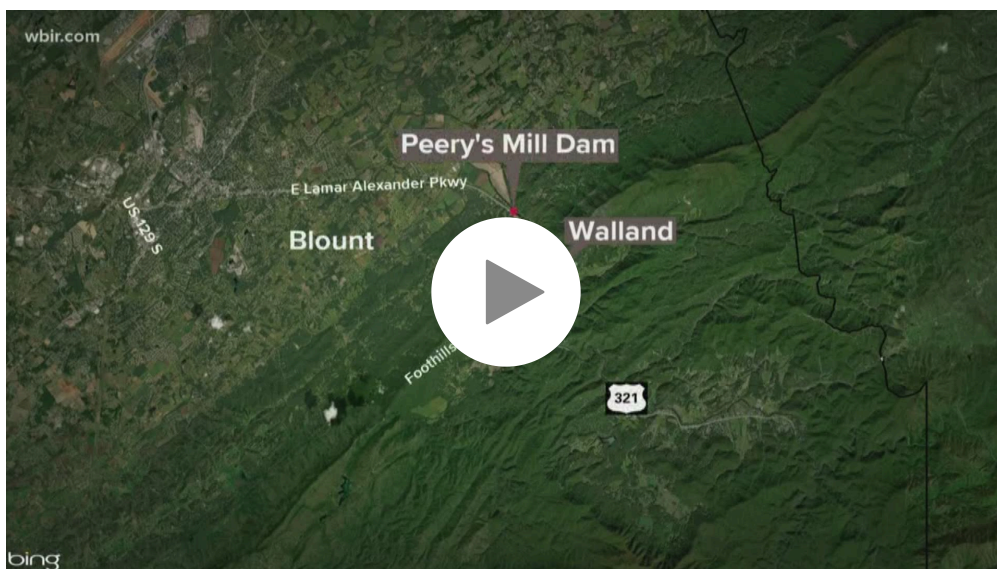 wbir.com
Peery's Mill Dam
E Lamar Alexander Pkwy
US-129 S
Blount
Walland
Foothills
321
bing